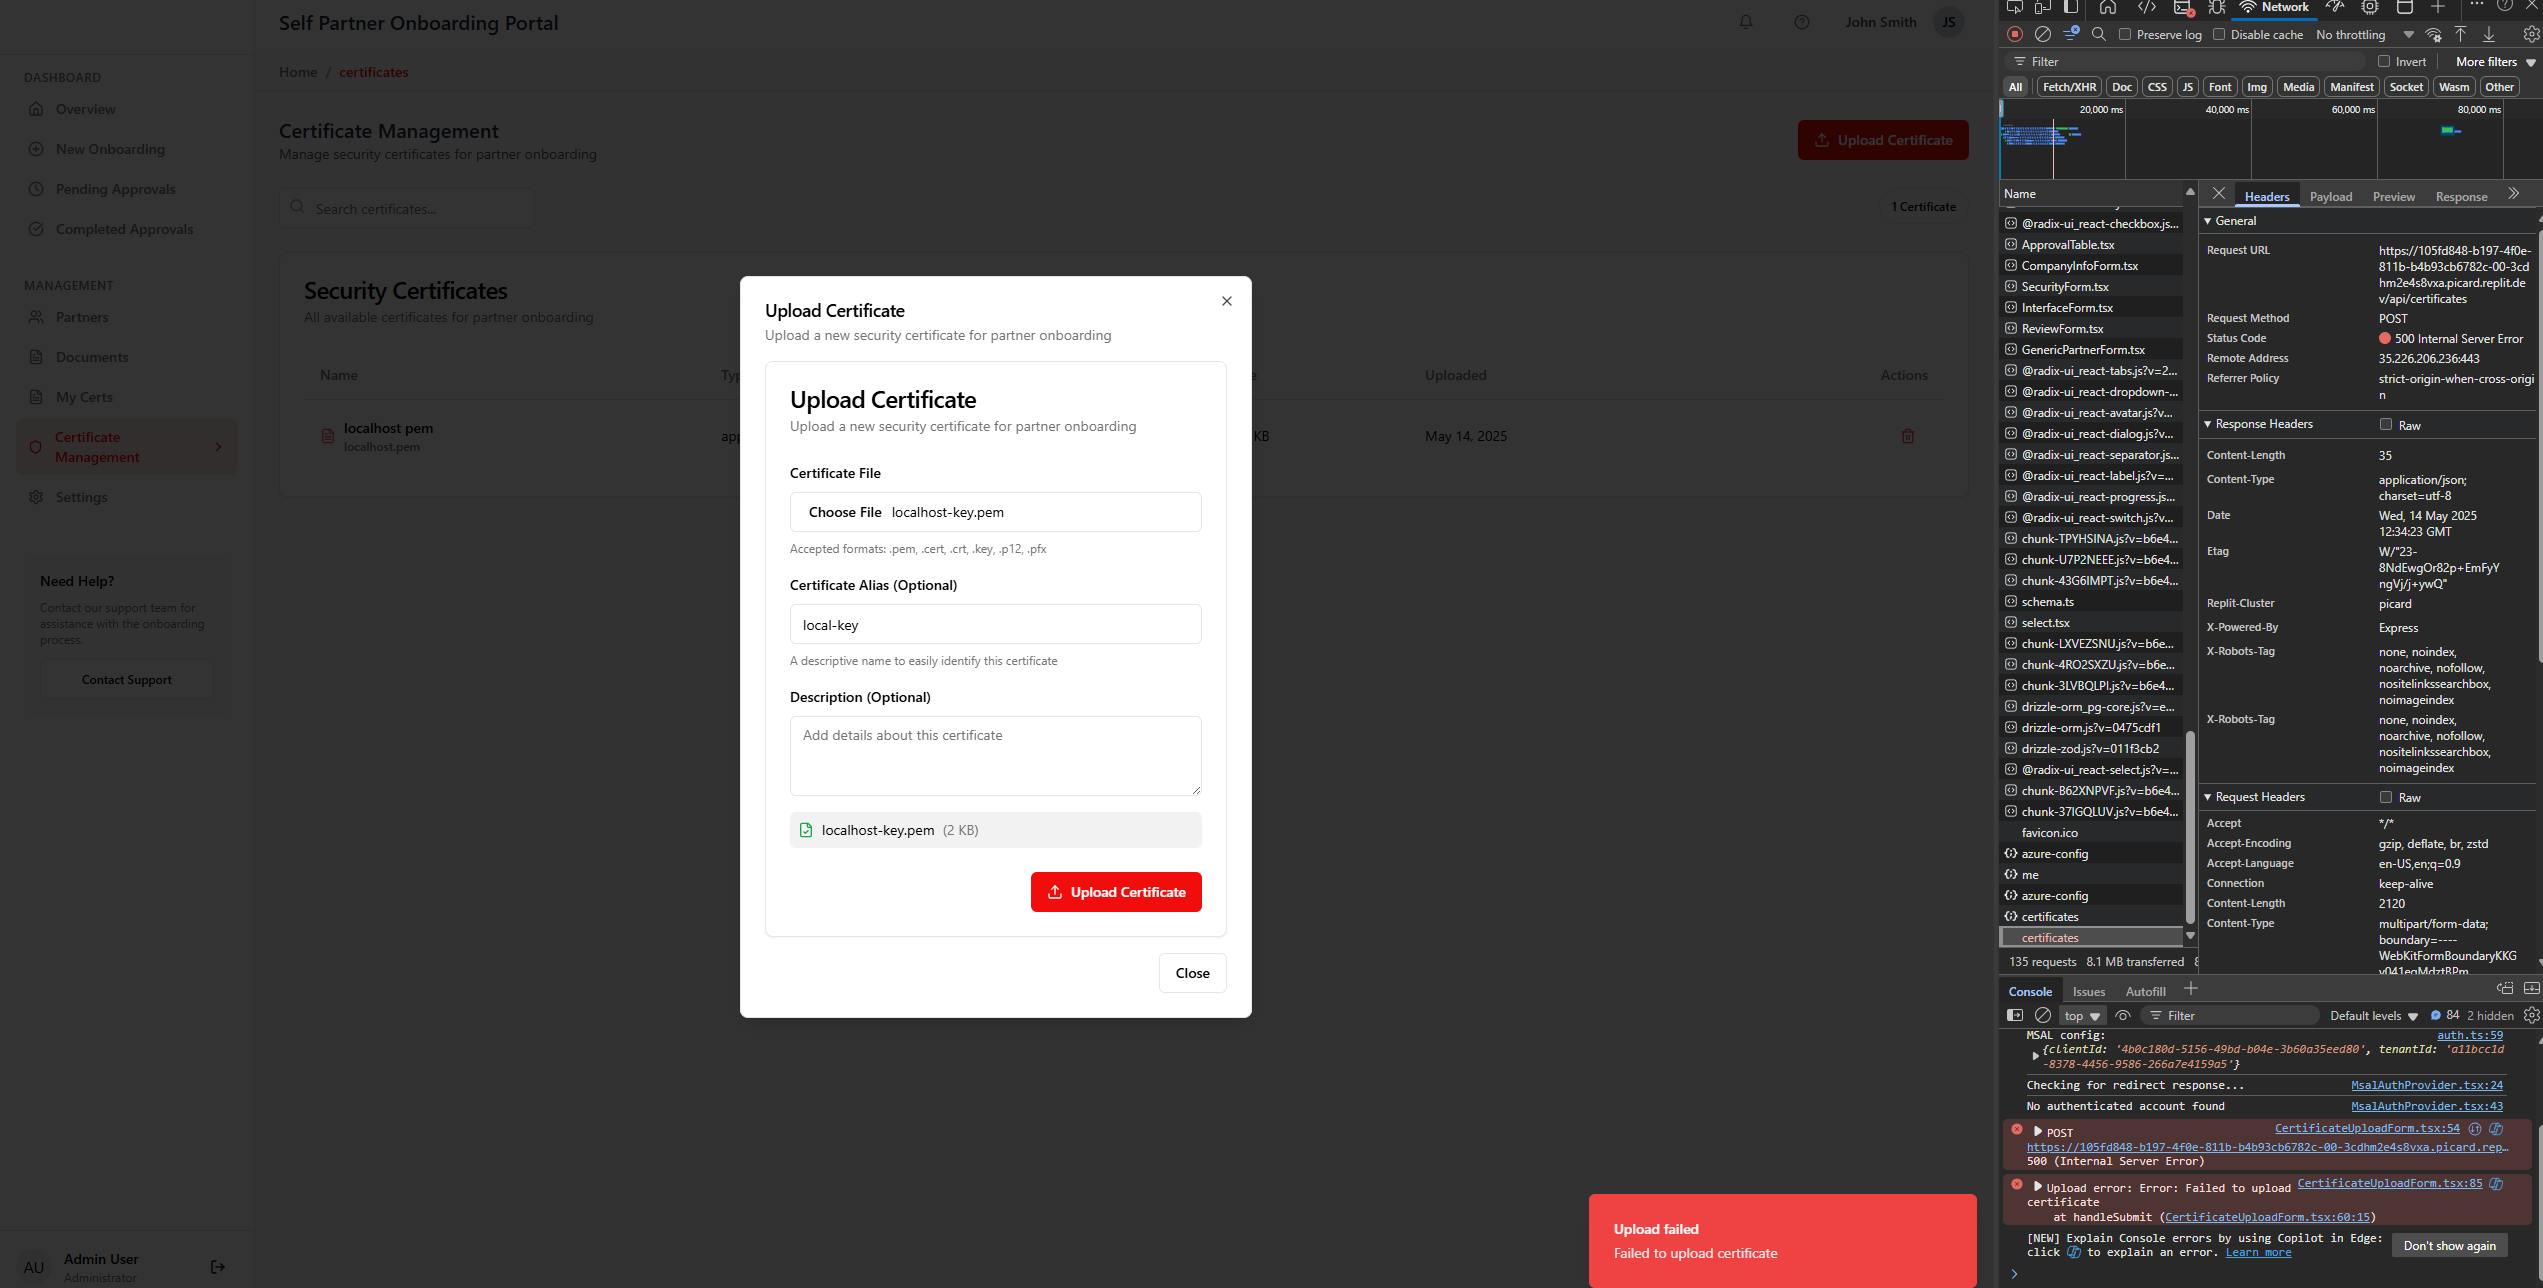 Self Partner Onboarding Portal
John Smith
JS
DASHBOARD
Overview
New Onboarding
Pending Approvals
Completed Approvals
MANAGEMENT
Partners
Documents
My Certs
Certificate
Management
Settings
Need Help?
Contact our support team for
assistance with the onboarding
process.
Contact Support
AU
Admin User
Administrator
Home / certificates
Certificate Management
Manage security certificates for partner onboarding
Upload Certificate
Search certificates...
1 Certificate
Security Certificates
All available certificates for partner onboarding
Name
Uploaded
Actions
localhost pem
localhost.pem
KB
May 14, 2025
Upload Certificate
Upload a new security certificate for partner onboarding
Upload Certificate
Upload a new security certificate for partner onboarding
Certificate File
Choose File localhost-key.pem
Accepted formats: .pem, .cert, .crt, .key, .p12, .pfx
Certificate Alias (Optional)
local-key
A descriptive name to easily identify this certificate
Description (Optional)
Add details about this certificate
localhost-key.pem (2 KB)
Upload Certificate
Close
Upload failed
Failed to upload certificate
Network
Preserve log
Disable cache
No throttling
Filter
Invert
More filters
All Fetch/XHR Doc CSS JS Font Img Media Manifest Socket Wasm Other
20,000 ms 40,000 ms 60,000 ms 80,000 ms
Name
@radix-ui_react-checkbox.js...
ApprovalTable.tsx
CompanyInfoForm.tsx
SecurityForm.tsx
InterfaceForm.tsx
ReviewForm.tsx
GenericPartnerForm.tsx
@radix-ui_react-tabs.js?v=2...
@radix-ui_react-dropdown-...
@radix-ui_react-avatar.js?v...
@radix-ui_react-dialog.js?v...
@radix-ui_react-separator.js...
@radix-ui_react-label.js?v=...
@radix-ui_react-progress.js...
@radix-ui_react-switch.js?v...
chunk-TPYHSINA.js?v=b6e4...
chunk-U7P2NEEE.js?v=b6e4...
chunk-43G6IMPT.js?v=b6e4...
schema.ts
select.tsx
chunk-LXVEZSNU.js?v=b6e...
chunk-4RO2SXZU.js?v=b6e...
chunk-3LVBQLPI.js?v=b6e4...
drizzle-orm_pg-core.js?v=e...
drizzle-orm.js?v=0475cdf1
drizzle-zod.js?v=011f3cb2
@radix-ui_react-select.js?v=...
chunk-B62XNPVF.js?v=b6e4...
chunk-37IGQLUV.js?v=b6e4...
favicon.ico
azure-config
me
azure-config
certificates
certificates
135 requests 8.1 MB transferred
Headers Payload Preview Response
General
Request URL
https://105fd848-b197-4f0e-
811b-b4b93cb6782c-00-3cd
hm2e4s8vxa.picard.replit.de
v/api/certificates
Request Method
POST
Status Code
500 Internal Server Error
Remote Address
35.226.206.236:443
Referrer Policy
strict-origin-when-cross-origi
n
Response Headers
Raw
Content-Length
35
Content-Type
application/json;
charset=utf-8
Date
Wed, 14 May 2025
12:34:23 GMT
Etag
W/"23-
8NdEwgOr82p+EmFyY
ngVj/j+ywQ"
Replit-Cluster
picard
X-Powered-By
Express
X-Robots-Tag
none, noindex,
noarchive, nofollow,
nositelinkssearchbox,
noimageindex
X-Robots-Tag
none, noindex,
noarchive, nofollow,
nositelinkssearchbox,
noimageindex
Request Headers
Raw
Accept
*/*
Accept-Encoding
gzip, deflate, br, zstd
Accept-Language
en-US,en;q=0.9
Connection
keep-alive
Content-Length
2120
Content-Type
multipart/form-data;
boundary=----
WebKitFormBoundaryKKG
Console Issues Autofill
top
Filter
Default levels
84
2 hidden
MSAL config:
auth.ts:59
{clientId: '4b0c180d-5156-49bd-b04e-3b60a35eed80', tenantId: 'a11bcc1d
-8378-4456-9586-266a7e4159a5'}
Checking for redirect response...
MsalAuthProvider.tsx:24
No authenticated account found
MsalAuthProvider.tsx:43
POST
CertificateUploadForm.tsx:54
https://105fd848-b197-4f0e-811b-b4b93cb6782c-00-3cdhm2e4s8vxa.picard.rep…
500 (Internal Server Error)
Upload error: Error: Failed to upload
CertificateUploadForm.tsx:85
certificate
at handleSubmit (CertificateUploadForm.tsx:60:15)
[NEW] Explain Console errors by using Copilot in Edge:
click
to explain an error. Learn more
Don't show again